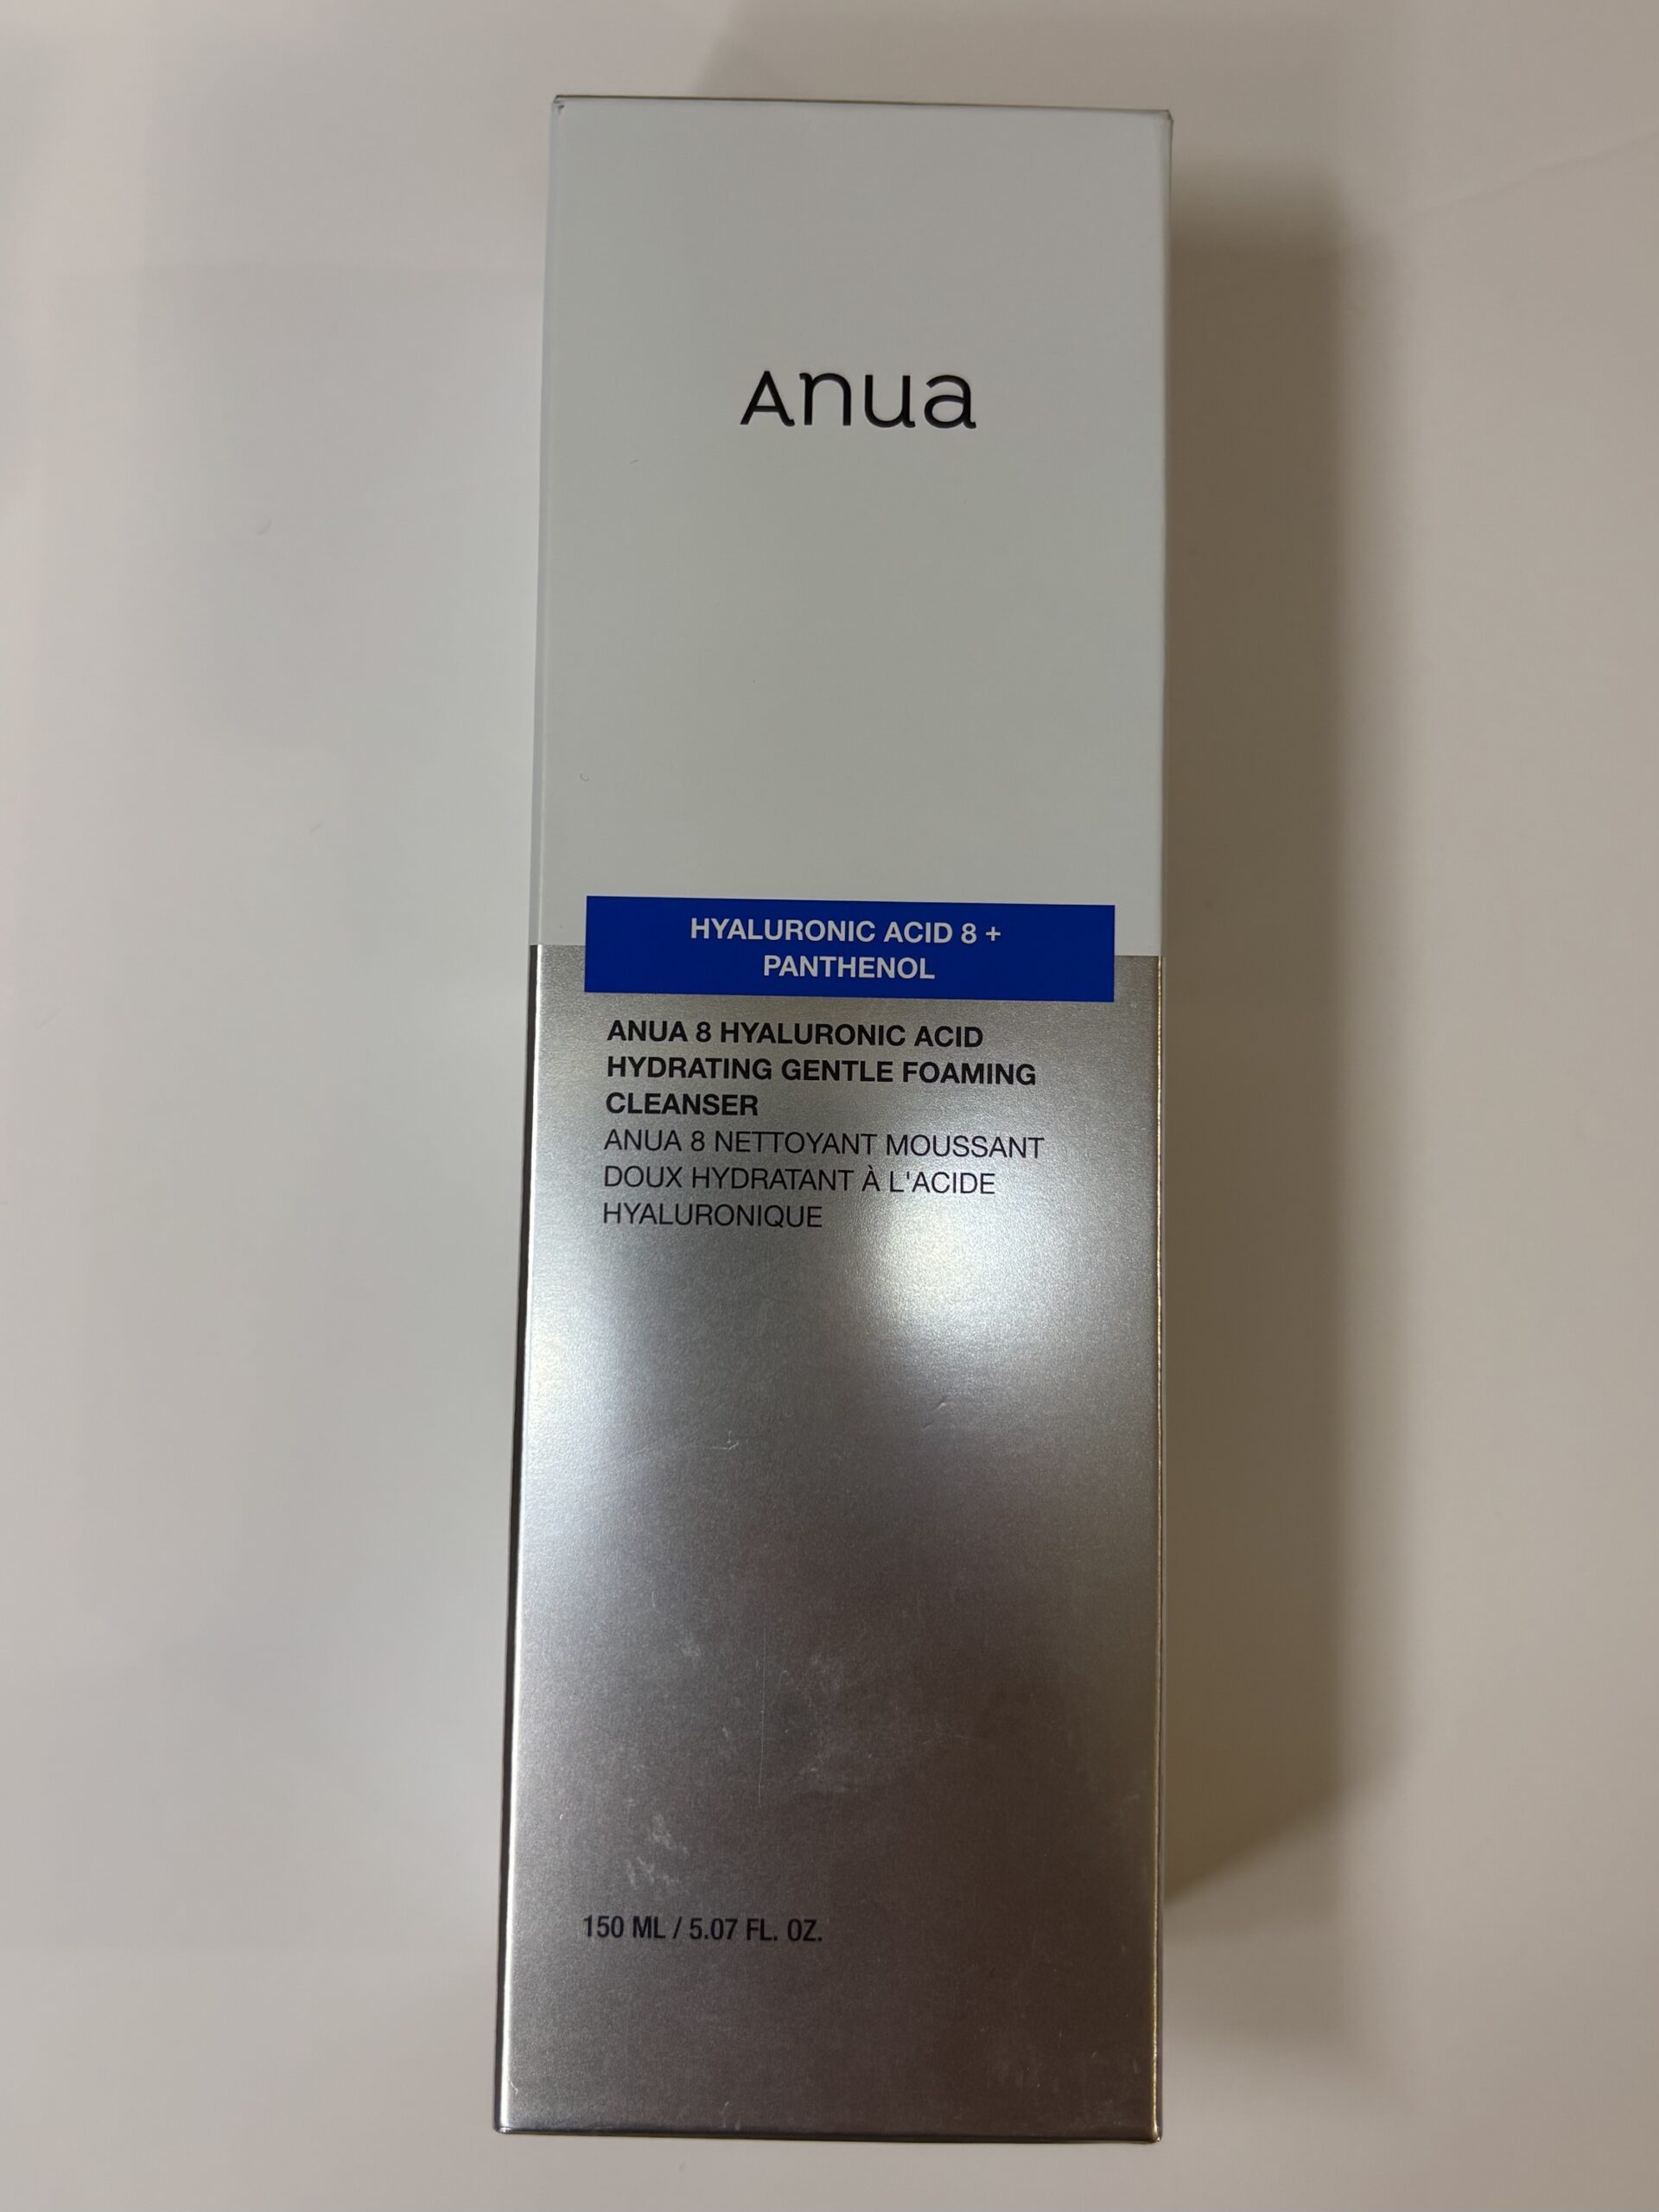 Anua
HYALURONIC ACID 8 +
PANTHENOL
ANUA 8 HYALURONIC ACID
HYDRATING GENTLE FOAMING
CLEANSER
ANUA 8 NETTOYANT MOUSSANT
DOUX HYDRATANT À L'ACIDE
HYALURONIQUE
150 ML / 5.07 FL. OZ.